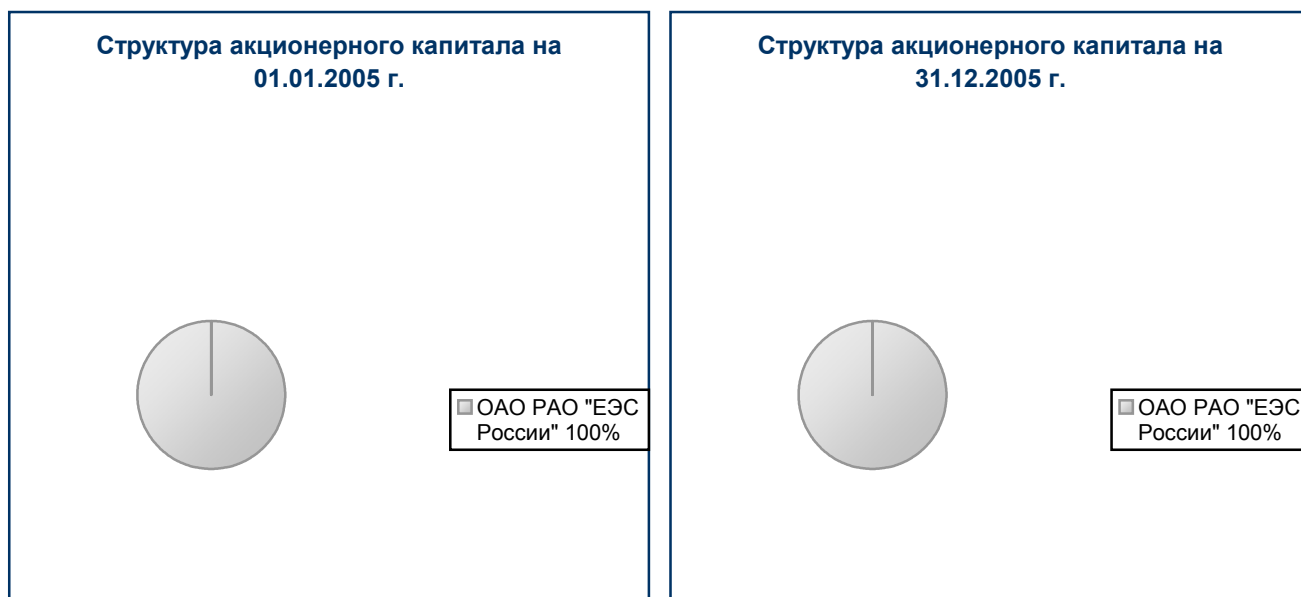 Структура акционерного капитала на
01.01.2005 г.
ОАО РАО "ЕЭС
России" 100%
Структура акционерного капитала на
31.12.2005 г.
ОАО РАО "ЕЭС
России" 100%